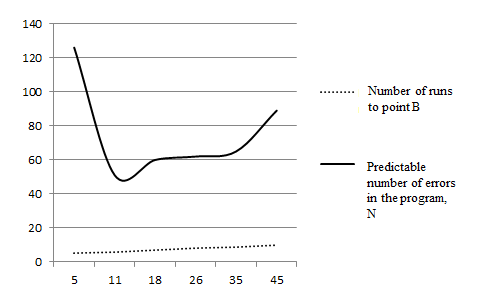 140
120
100
80
60
40
20
0
5 11 18 26 35 45
Number of runs
to point B
Predictable
number of errors
in the program,
N